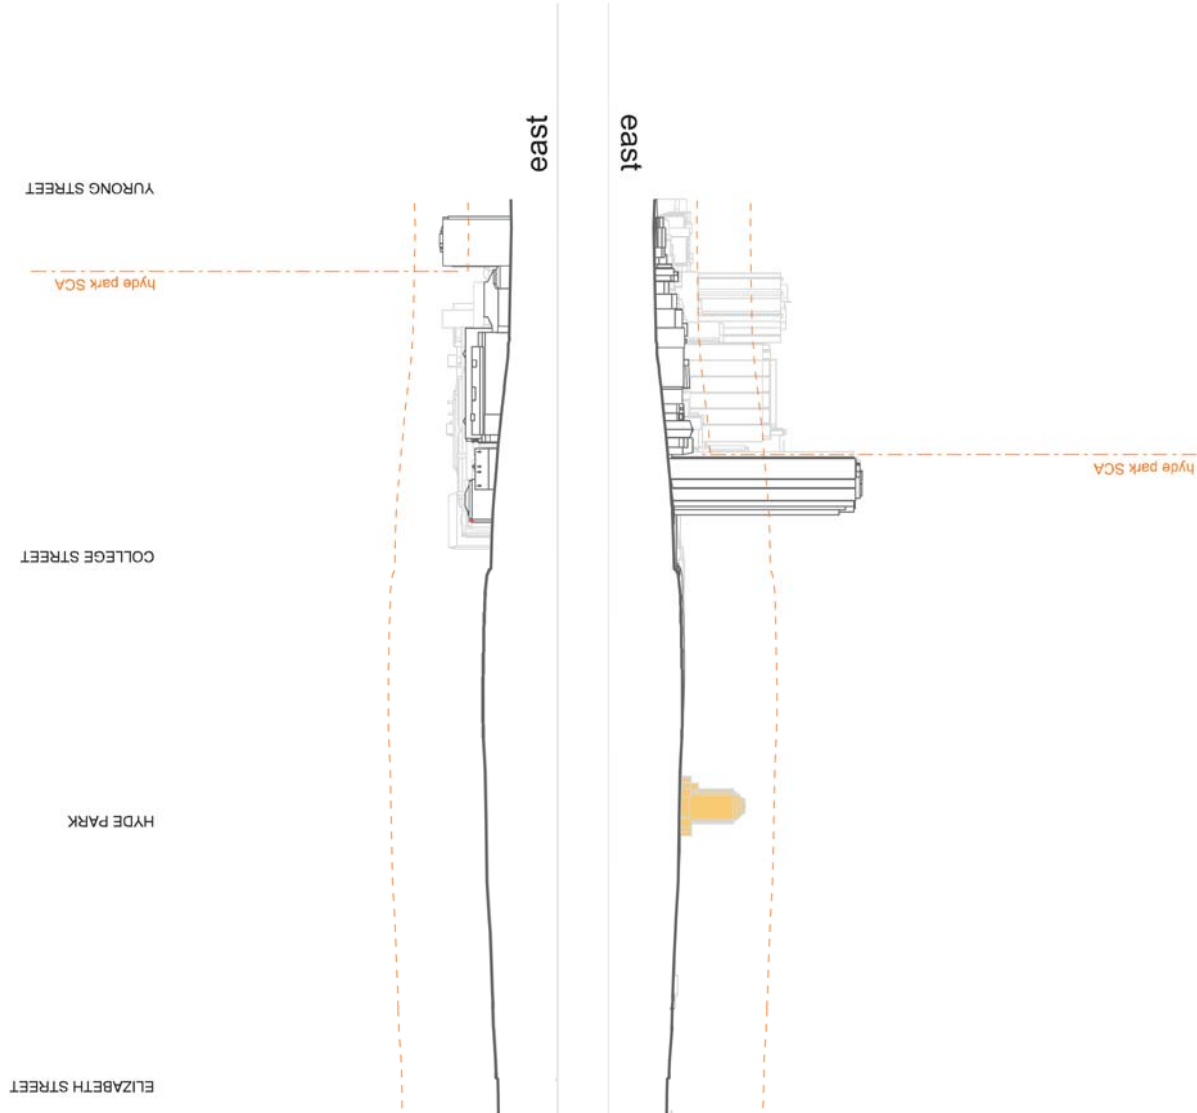 east
east
YURONG STREET
hyde park SCA
hyde park SCA
COLLEGE STREET
HYDE PARK
ELIZABETH STREET